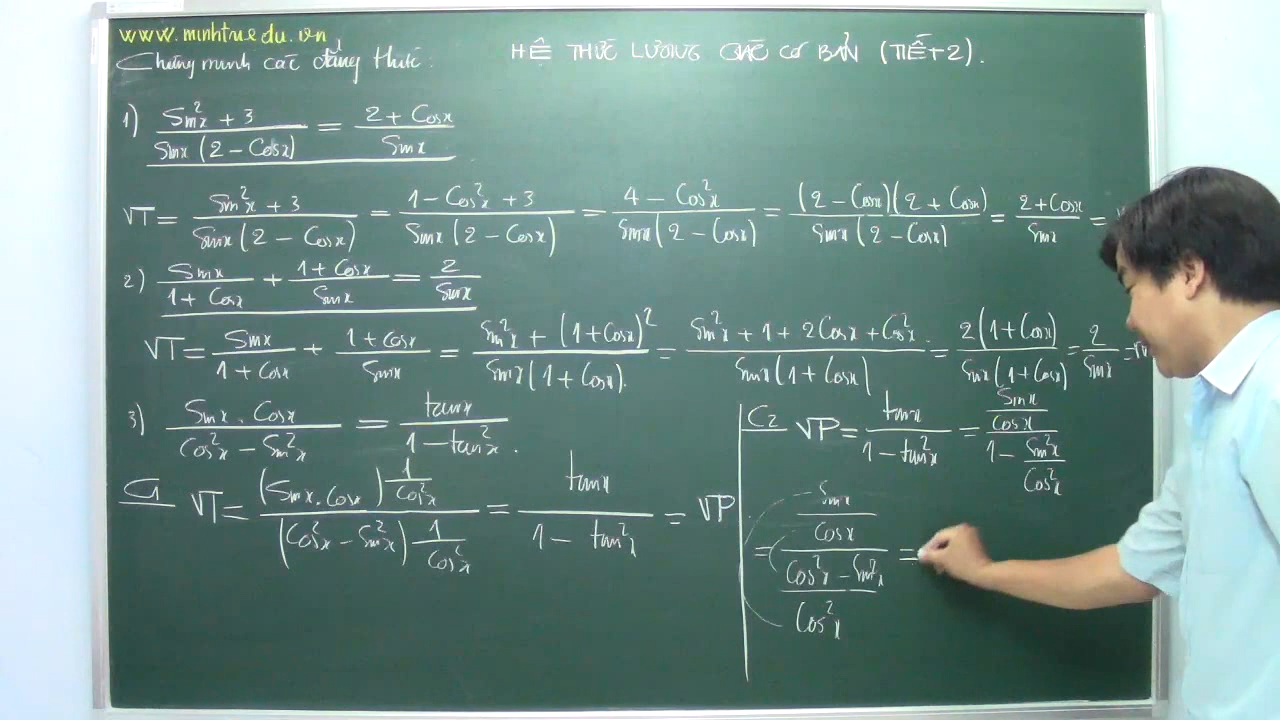 www.minhtrie.edu.vn
Chứng minh các đẳng thức:
HỆ THỨC LƯỢNG GIÁC CƠ BẢN (TIẾT 2).
1) (Sin²x + 3)/(Sinx(2 - Cosx)) = (2 + Cosx)/(Sinx)
VT = (Sin²x + 3)/(Sinx(2 - Cosx)) = (1 - Cos²x + 3)/(Sinx(2 - Cosx)) = (4 - Cos²x)/(Sinx(2 - Cosx)) = ((2 - Cosx)(2 + Cosx))/(Sinx(2 - Cosx)) = (2 + Cosx)/(Sinx) =
2) (Sinx)/(1 + Cosx) + (1 + Cosx)/(Sinx) = 2/(Sinx)
VT = (Sinx)/(1 + Cosx) + (1 + cosx)/(Sinx) = (Sin²x + (1 + Cosx)²)/(Sinx(1 + Cosx)) = (Sin²x + 1 + 2Cosx + Cos²x)/(Sinx(1 + Cosx)) = (2(1 + Cosx))/(Sinx(1 + Cosx)) = 2/(Sinx) =
3) (Sinx . Cosx)/(Cos²x - Sin²x) = (tanx)/(1 - tan²x).
C1 VT = ((Sinx . Cosx) 1/(Cos²x))/((Cos²x - Sin²x) 1/(Cos²x)) = (tanx)/(1 - tan²x) = VP
C2 VP = (tanx)/(1 - tan²x) = ((Sinx)/(Cosx))/(1 - (Sin²x)/(Cos²x))
= ((Sinx)/(Cosx))/((Cos²x - Sin²x)/(Cos²x)) =